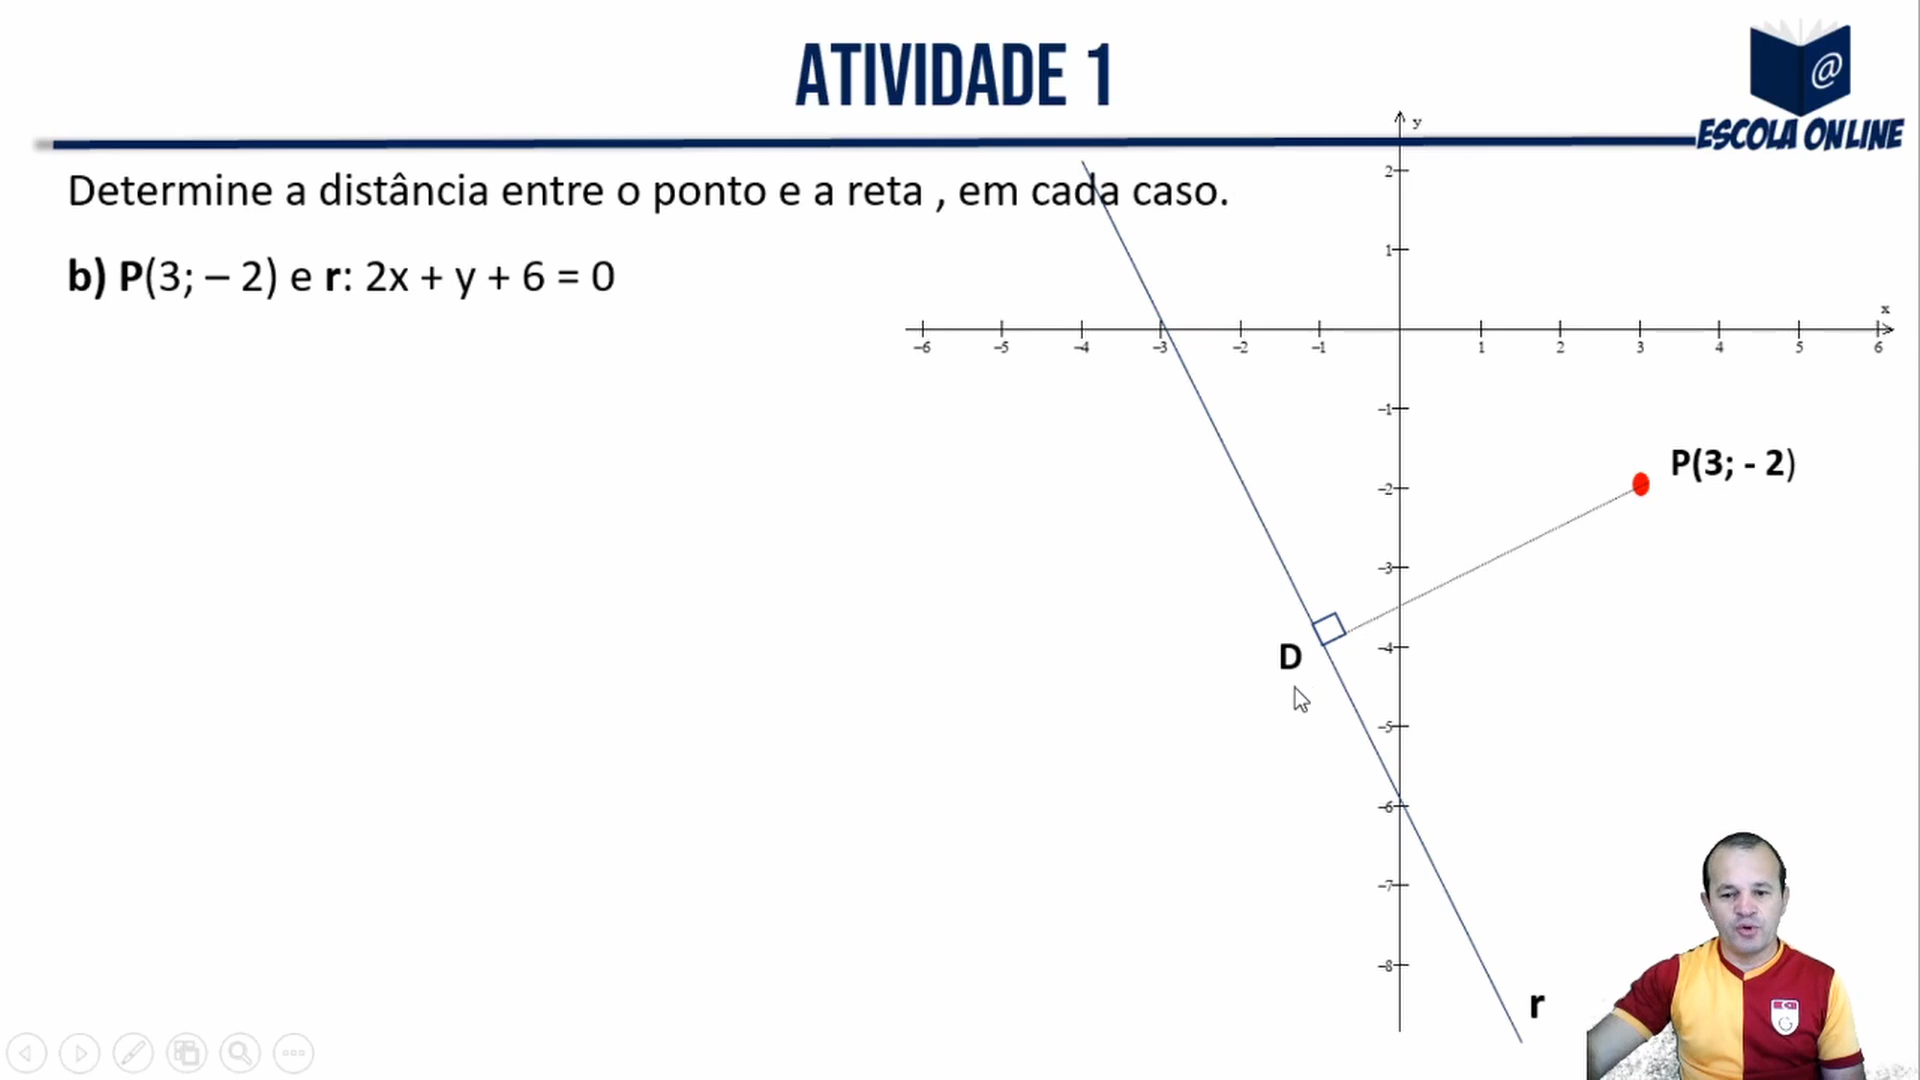 ATIVIDADE 1
@
ESCOLA ONLINE
Determine a distância entre o ponto e a reta , em cada caso.
b) P(3; – 2) e r: 2x + y + 6 = 0
y
2
1
x
–6 –5 –4 –3 –2 –1 1 2 3 4 5 6
–1
P(3; - 2)
–2
–3
D
–4
–5
–6
–7
–8
r